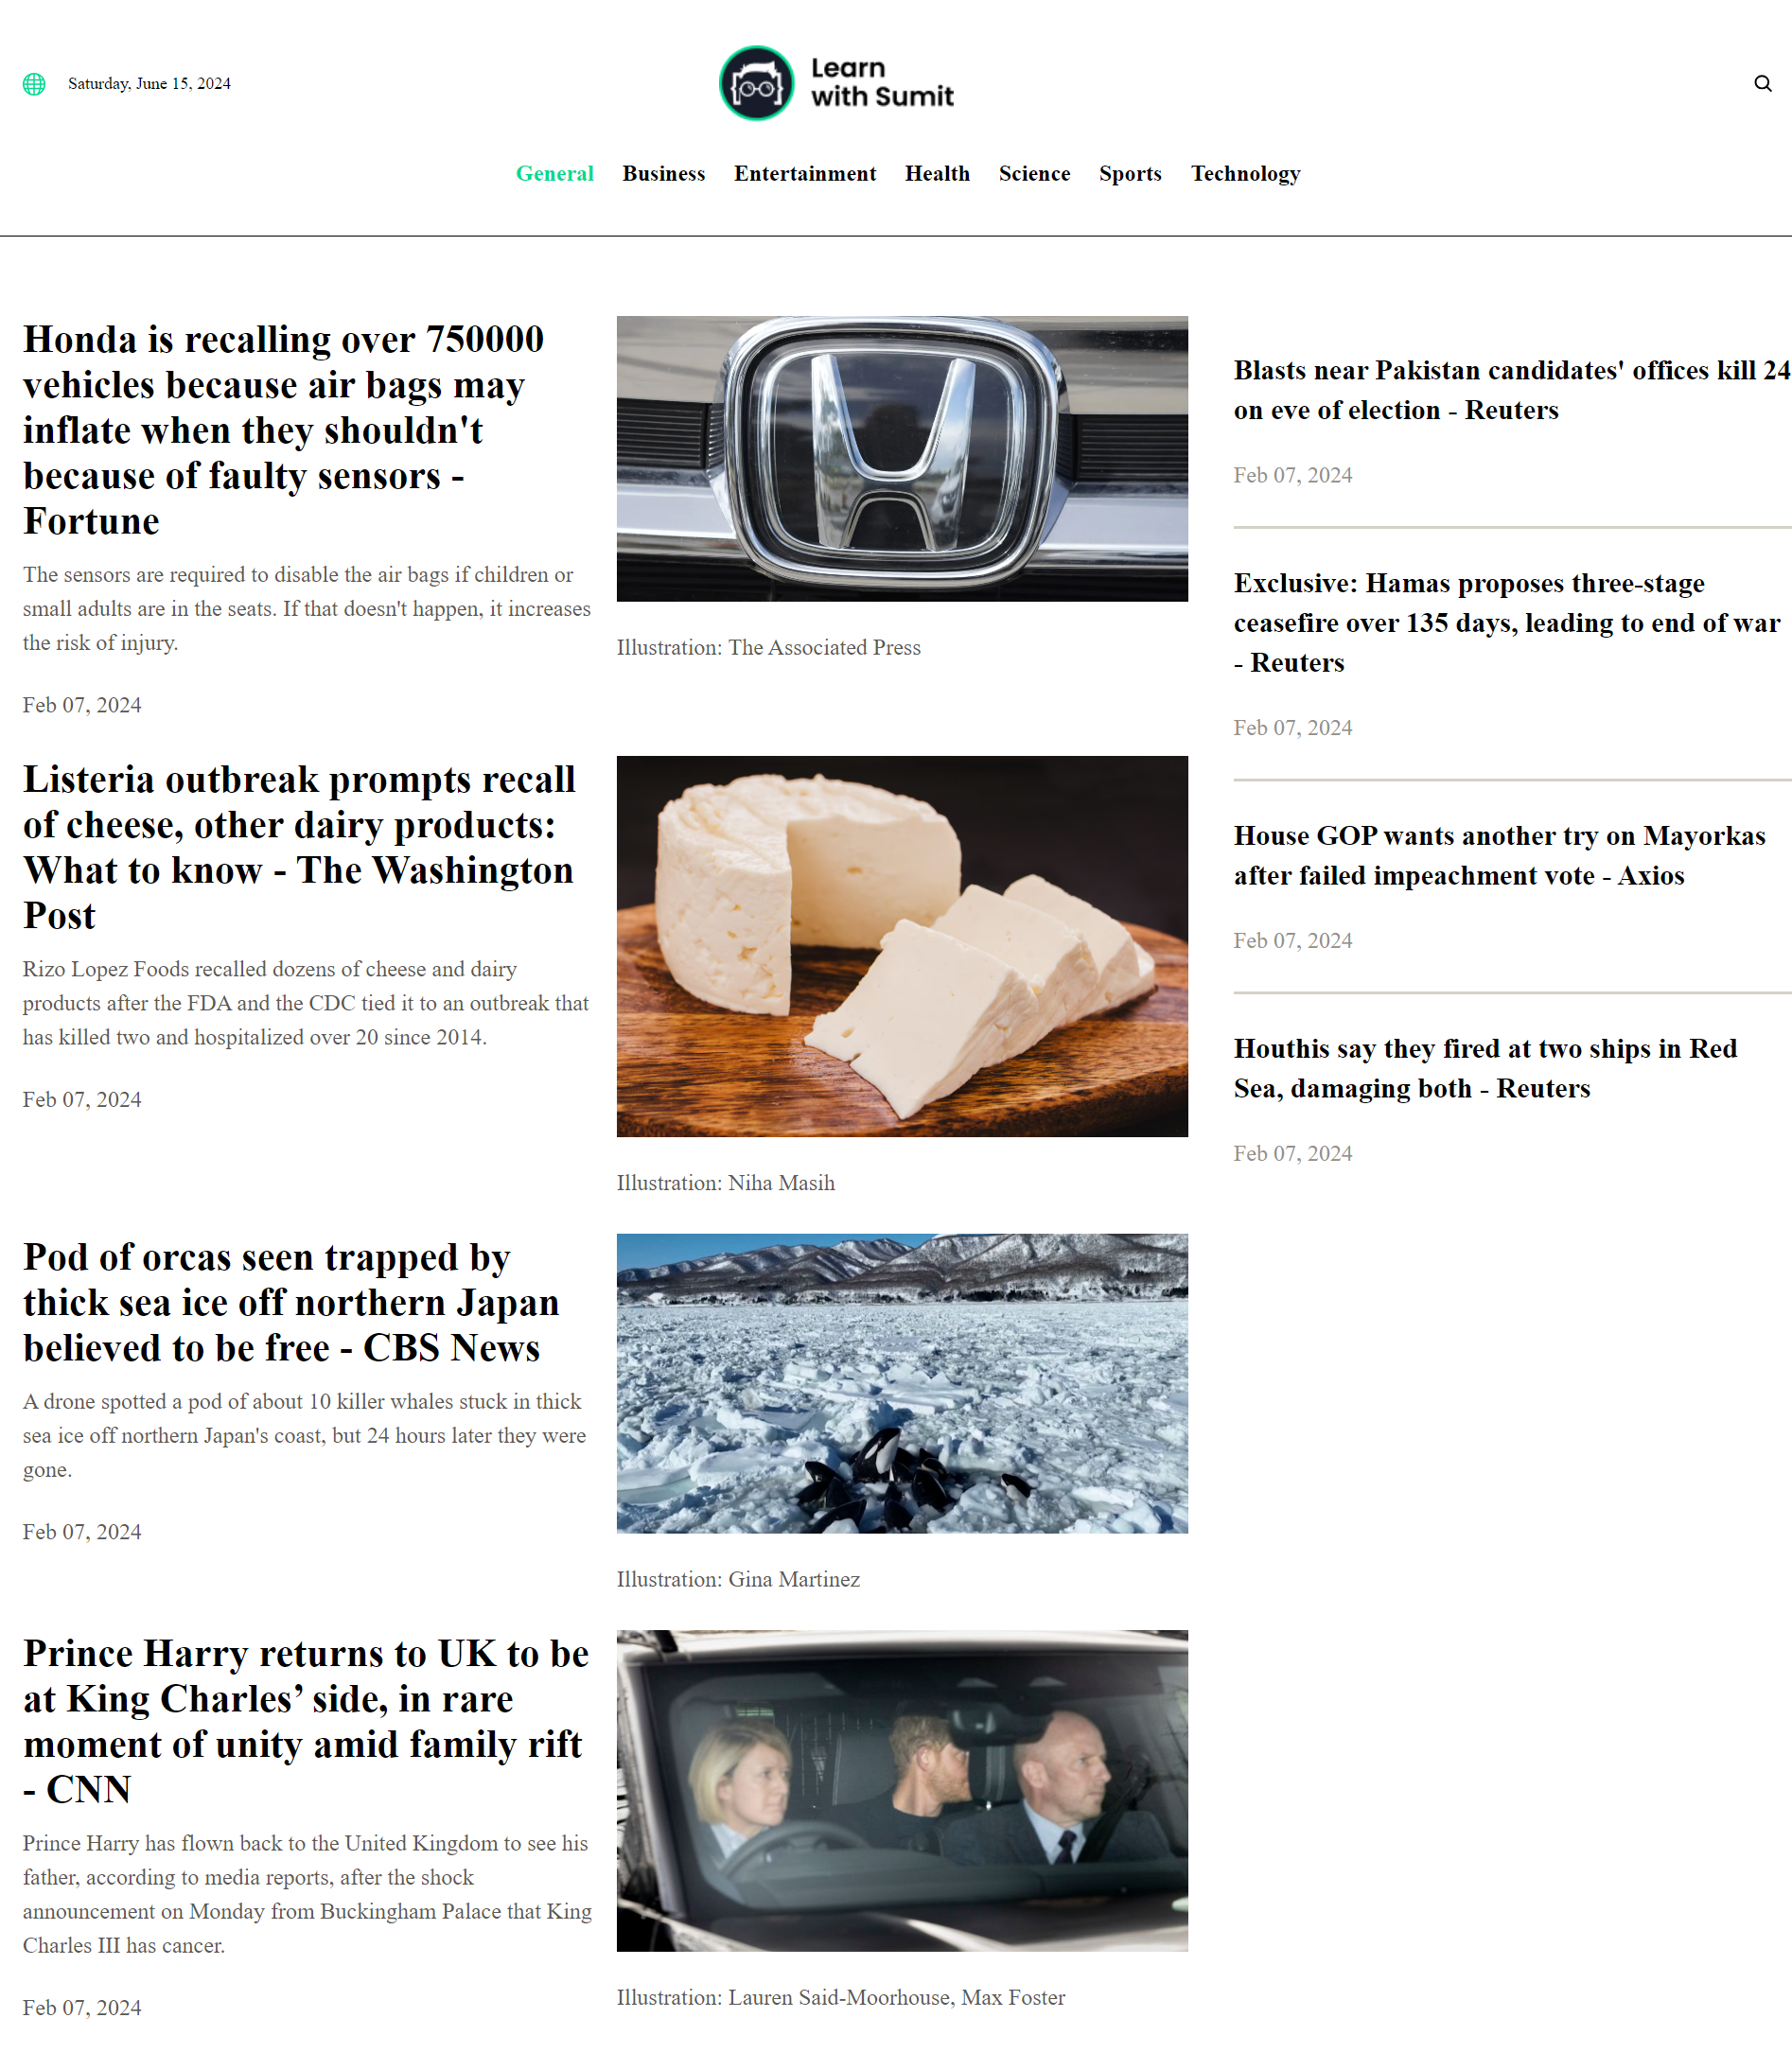 Saturday, June 15, 2024
Learn
with Sumit
General Business Entertainment Health Science Sports Technology
Honda is recalling over 750000
vehicles because air bags may
inflate when they shouldn't
because of faulty sensors -
Fortune
The sensors are required to disable the air bags if children or
small adults are in the seats. If that doesn't happen, it increases
the risk of injury.
Feb 07, 2024
Illustration: The Associated Press
Listeria outbreak prompts recall
of cheese, other dairy products:
What to know - The Washington
Post
Rizo Lopez Foods recalled dozens of cheese and dairy
products after the FDA and the CDC tied it to an outbreak that
has killed two and hospitalized over 20 since 2014.
Feb 07, 2024
Illustration: Niha Masih
Pod of orcas seen trapped by
thick sea ice off northern Japan
believed to be free - CBS News
A drone spotted a pod of about 10 killer whales stuck in thick
sea ice off northern Japan's coast, but 24 hours later they were
gone.
Feb 07, 2024
Illustration: Gina Martinez
Prince Harry returns to UK to be
at King Charles’ side, in rare
moment of unity amid family rift
- CNN
Prince Harry has flown back to the United Kingdom to see his
father, according to media reports, after the shock
announcement on Monday from Buckingham Palace that King
Charles III has cancer.
Feb 07, 2024
Illustration: Lauren Said-Moorhouse, Max Foster
Blasts near Pakistan candidates' offices kill 24
on eve of election - Reuters
Feb 07, 2024
Exclusive: Hamas proposes three-stage
ceasefire over 135 days, leading to end of war
- Reuters
Feb 07, 2024
House GOP wants another try on Mayorkas
after failed impeachment vote - Axios
Feb 07, 2024
Houthis say they fired at two ships in Red
Sea, damaging both - Reuters
Feb 07, 2024